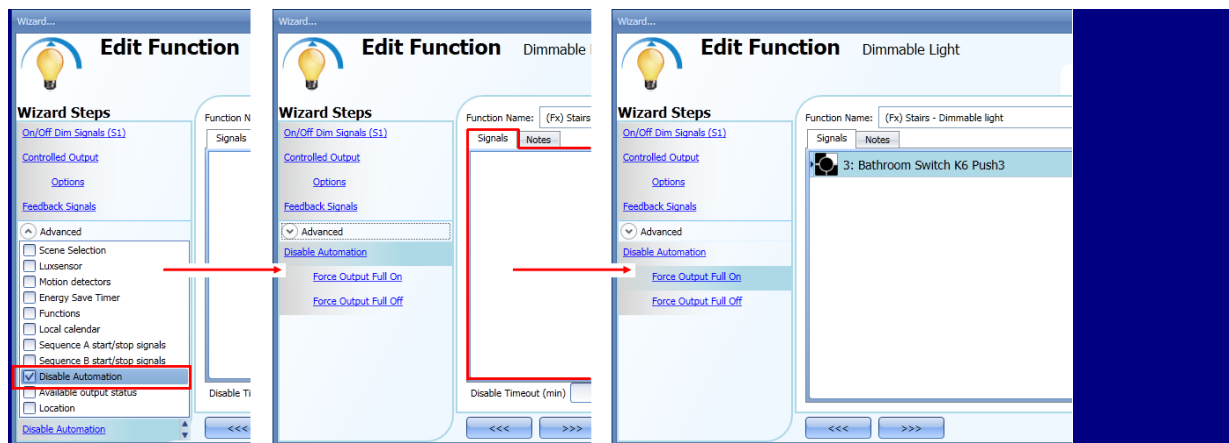 Wizard...
Edit Function
Wizard Steps
On/Off Dim Signals (S1)
Controlled Output
Options
Feedback Signals
Advanced
Scene Selection
Luxsensor
Motion detectors
Energy Save Timer
Functions
Local calendar
Sequence A start/stop signals
Sequence B start/stop signals
Disable Automation
Available output status
Location
Disable Automation
Function N
Signals
Disable Ti
<<<
Wizard...
Edit Function Dimmable
Wizard Steps
On/Off Dim Signals (S1)
Controlled Output
Options
Feedback Signals
Advanced
Disable Automation
Force Output Full On
Force Output Full Off
Function Name: (Fx) Stairs
Signals Notes
Disable Timeout (min)
<<< >>>
Wizard...
Edit Function Dimmable Light
Wizard Steps
On/Off Dim Signals (S1)
Controlled Output
Options
Feedback Signals
Advanced
Disable Automation
Force Output Full On
Force Output Full Off
Function Name: (Fx) Stairs - Dimmable light
Signals Notes
3: Bathroom Switch K6 Push3
<<< >>>